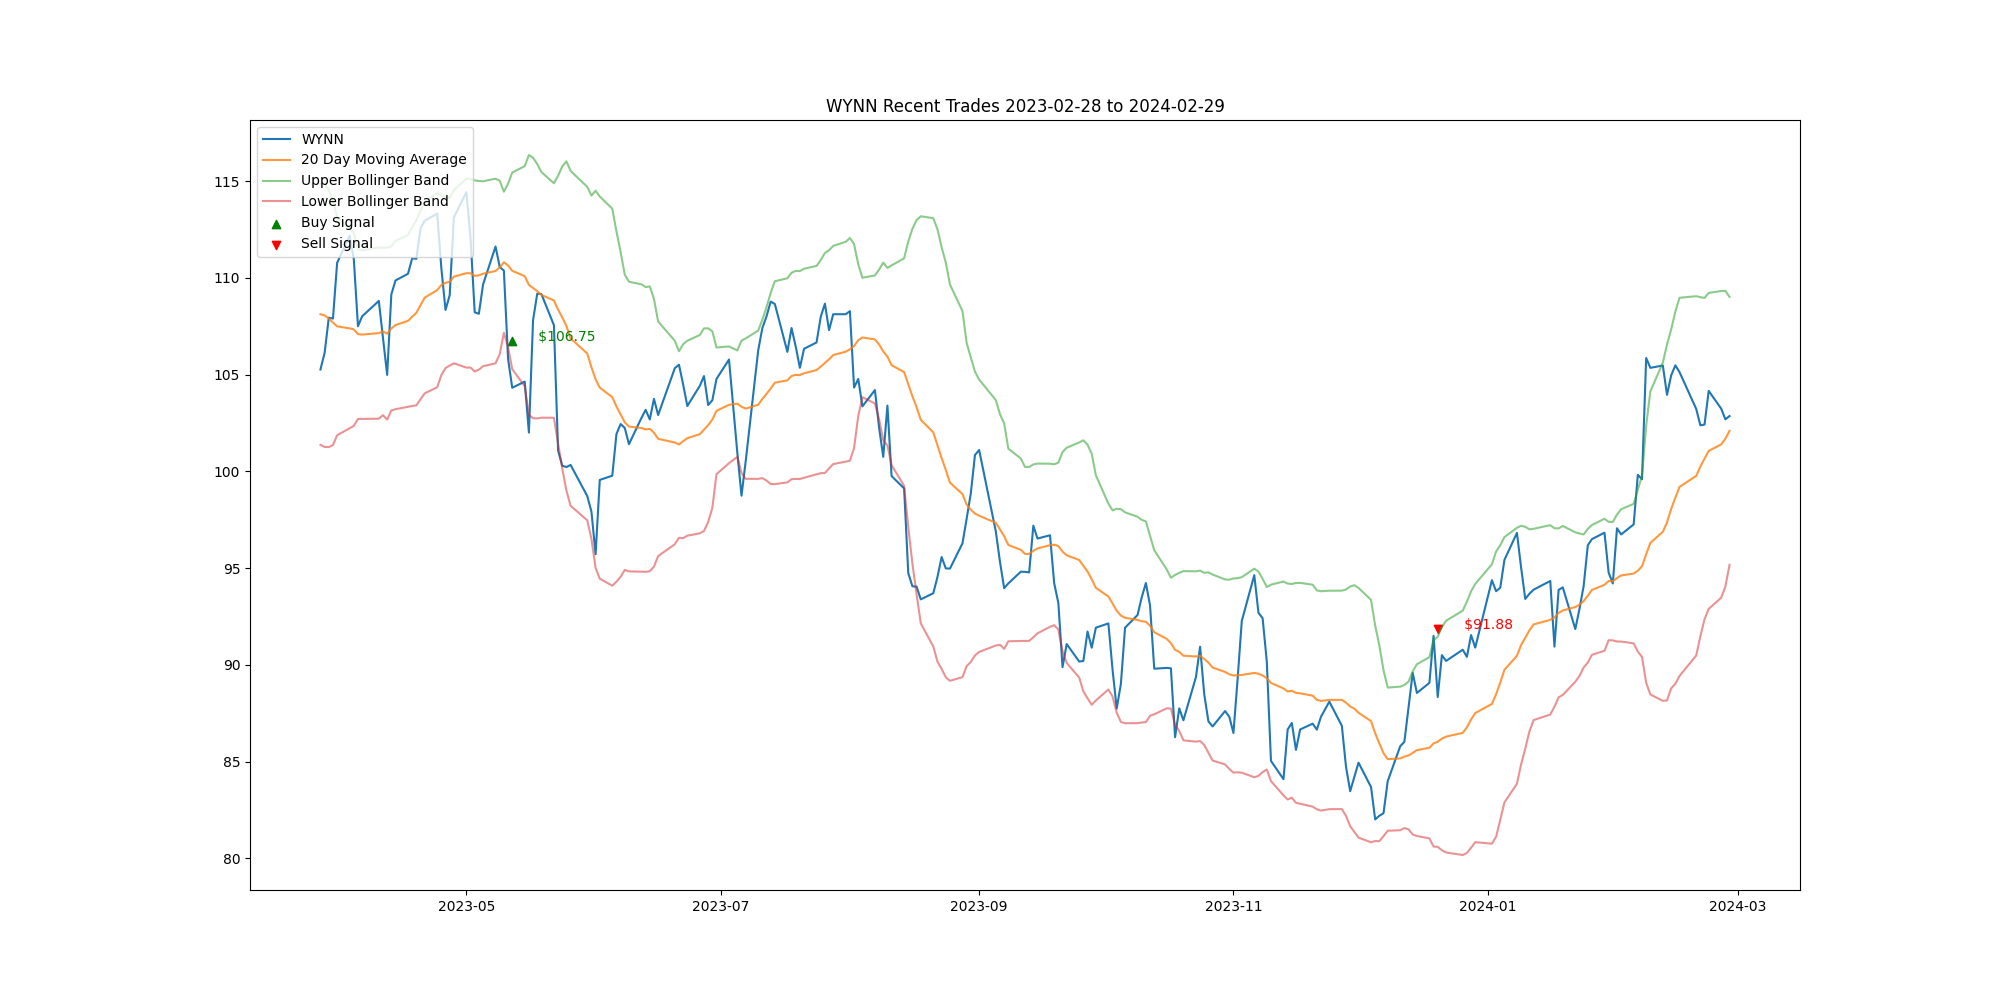 WYNN Recent Trades 2023-02-28 to 2024-02-29
WYNN
20 Day Moving Average
Upper Bollinger Band
Lower Bollinger Band
Buy Signal
Sell Signal
115
110
105
100
95
90
85
80
$106.75
$91.88
2023-05
2023-07
2023-09
2023-11
2024-01
2024-03